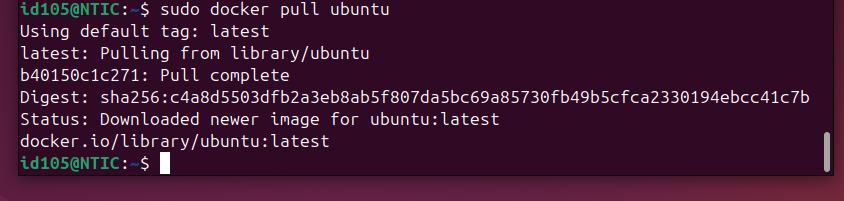 id105@NTIC:~$ sudo docker pull ubuntu
Using default tag: latest
latest: Pulling from library/ubuntu
b40150c1c271: Pull complete
Digest: sha256:c4a8d5503dfb2a3eb8ab5f807da5bc69a85730fb49b5cfca2330194ebcc41c7b
Status: Downloaded newer image for ubuntu:latest
docker.io/library/ubuntu:latest
id105@NTIC:~$